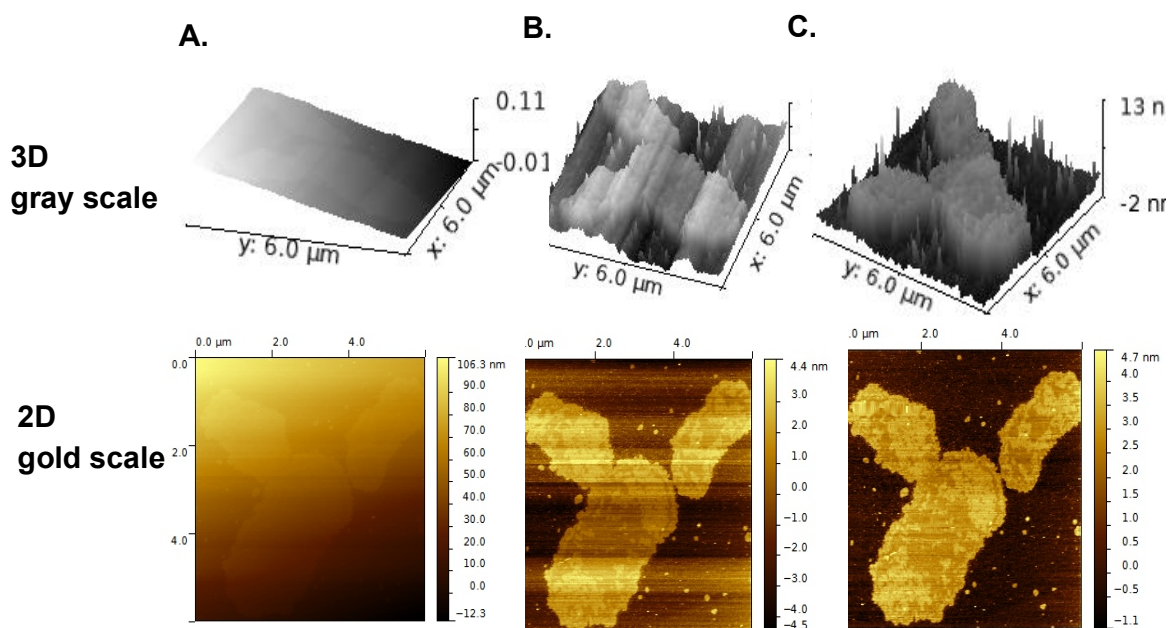 A.
B.
C.
3D
gray scale
0.11
-0.01
y: 6.0 μm
x: 6.0 μm
y: 6.0 μm
x: 6.0 μm
13 n
-2 nm
y: 6.0 μm
x: 6.0 μm
2D
gold scale
0.0 μm 2.0 4.0
0.0
2.0
4.0
106.3 nm
90.0
80.0
70.0
60.0
50.0
40.0
30.0
20.0
10.0
0.0
−12.3
.0 μm 2.0 4.0
4.4 nm
3.0
2.0
1.0
0.0
−1.0
−2.0
−3.0
−4.0
−4.5
.0 μm 2.0 4.0
4.7 nm
4.0
3.5
3.0
2.5
2.0
1.5
1.0
0.5
0.0
−0.5
−1.1